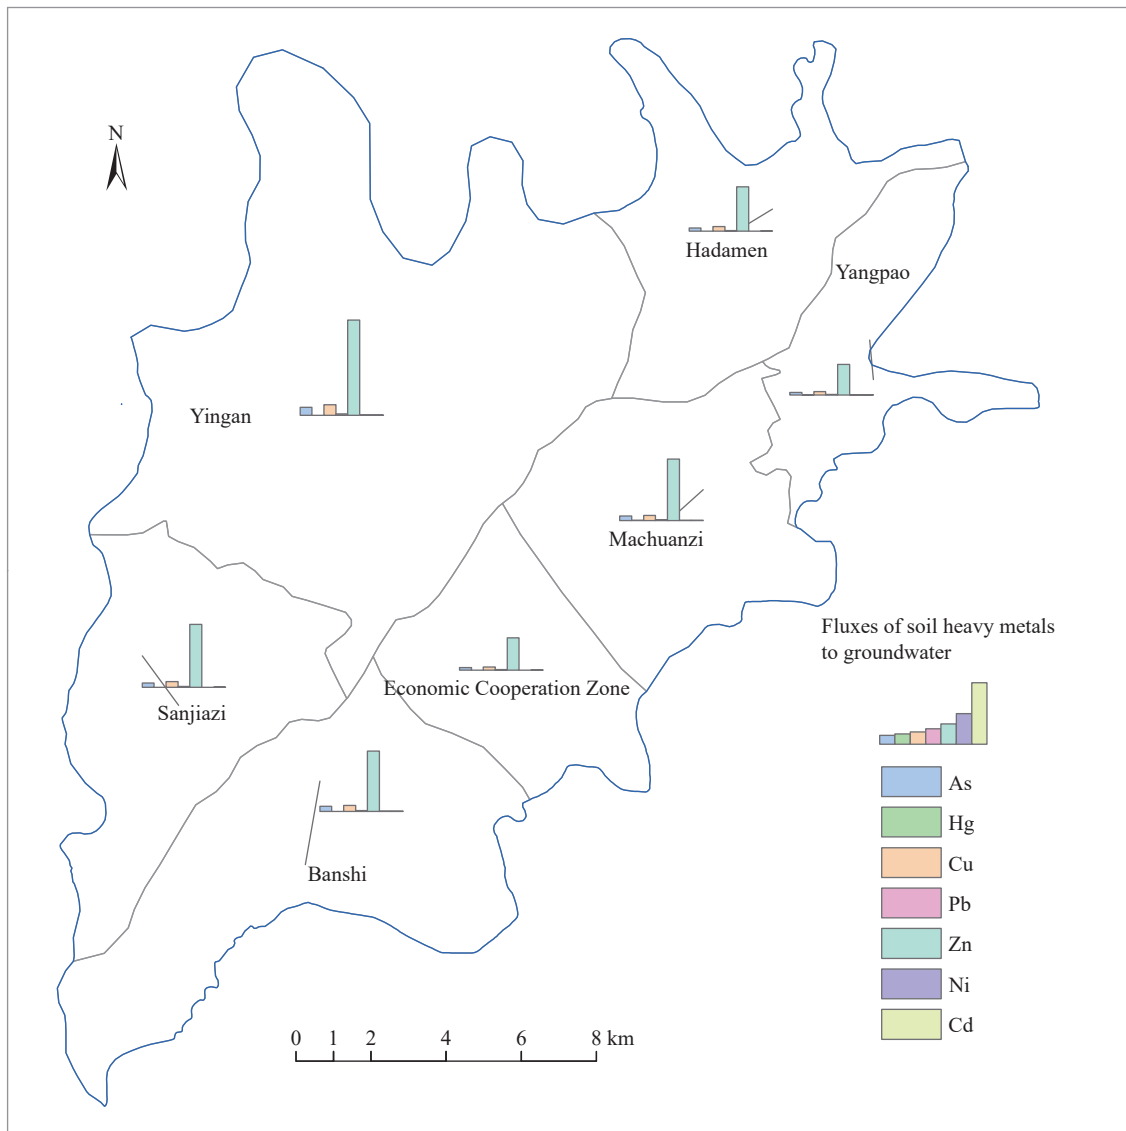 N
Hadamen
Yangpao
Yingan
Machuanzi
Fluxes of soil heavy metals
to groundwater
Economic Cooperation Zone
Sanjiazi
As
Hg
Cu
Banshi
Pb
Zn
Ni
Cd
0 1 2 4 6 8 km